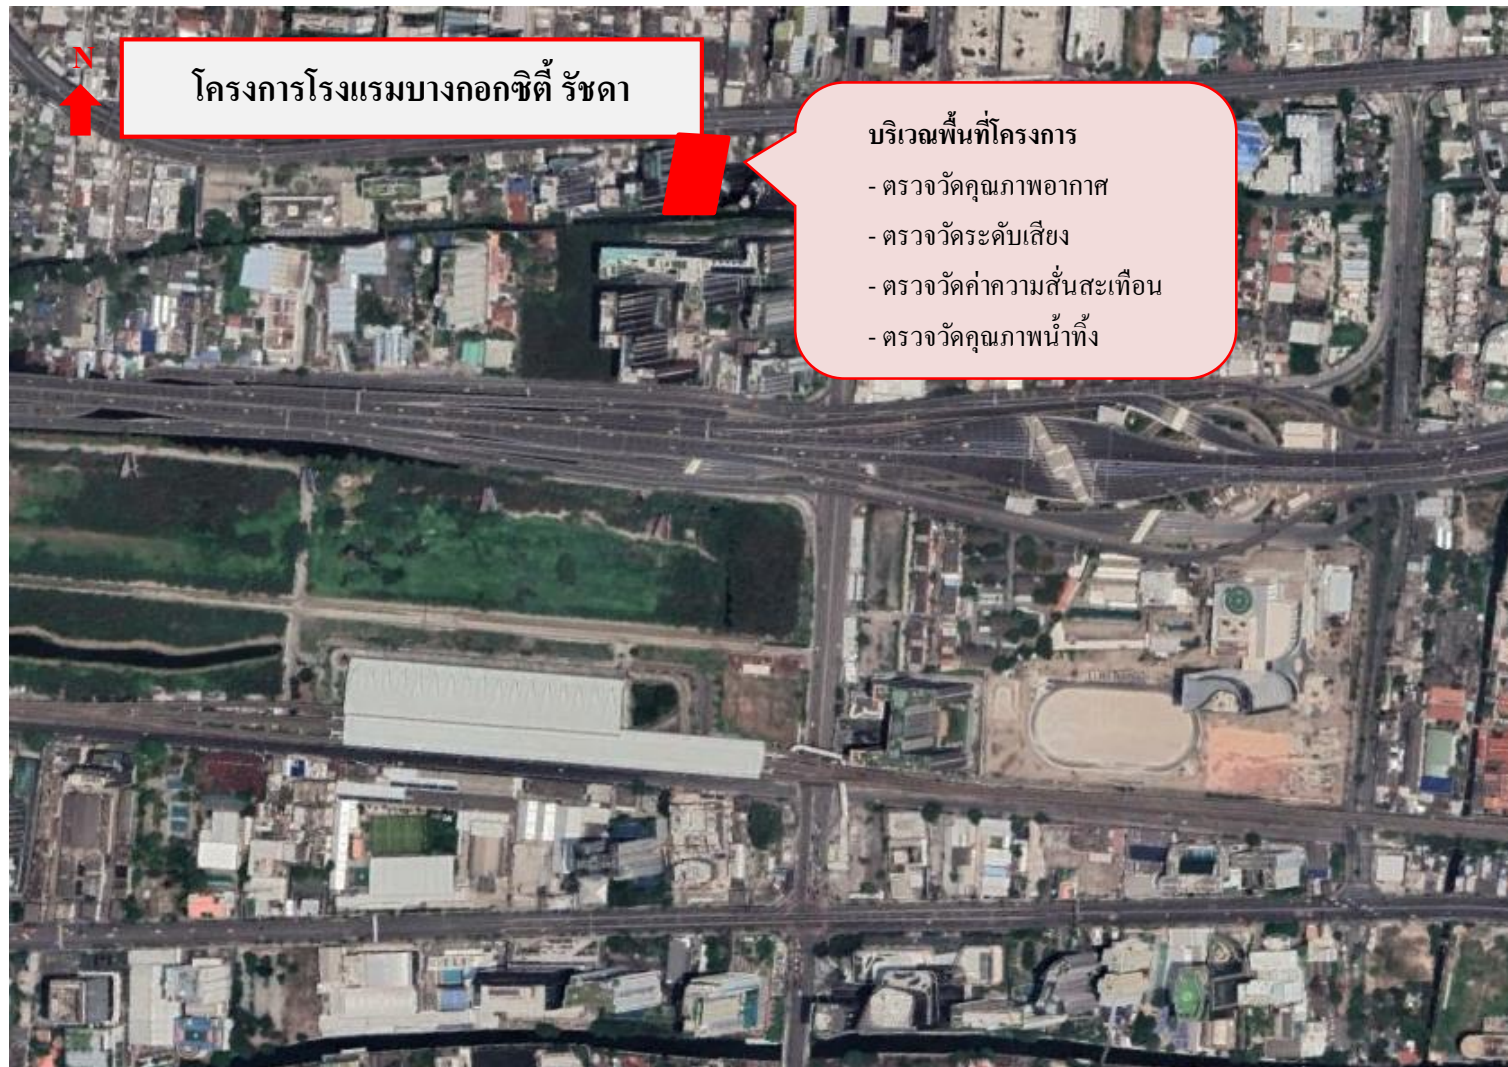 N
โครงการโรงแรมบางกอกซิตี้ รัชดา
บริเวณพื้นที่โครงการ
- ตรวจวัดคุณภาพอากาศ
- ตรวจวัดระดับเสียง
- ตรวจวัดค่าความสั่นสะเทือน
- ตรวจวัดคุณภาพน้ำทิ้ง